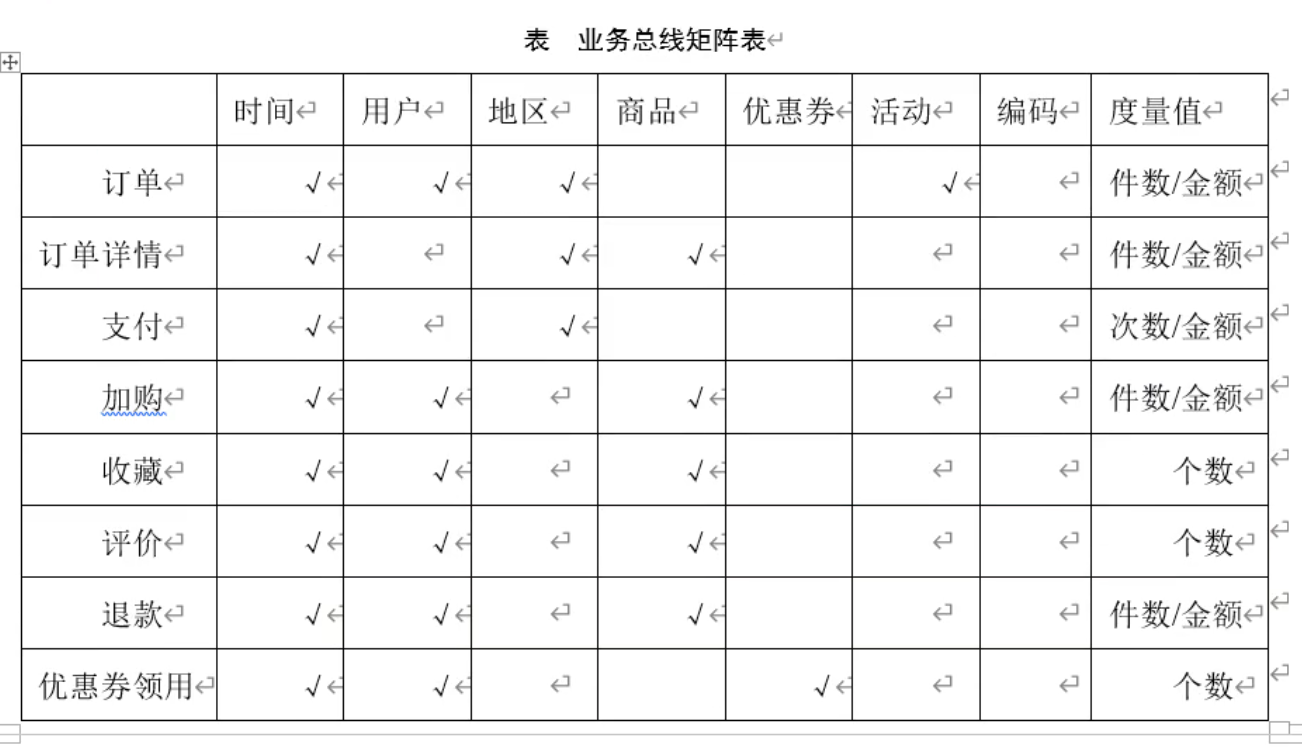 表 业务总线矩阵表
时间 用户 地区 商品 优惠券 活动 编码 度量值
订单 √ √ √ √ 件数/金额
订单详情 √ √ √ 件数/金额
支付 √ √ 次数/金额
加购 √ √ √ 件数/金额
收藏 √ √ √ 个数
评价 √ √ √ 个数
退款 √ √ √ 件数/金额
优惠券领用 √ √ √ 个数